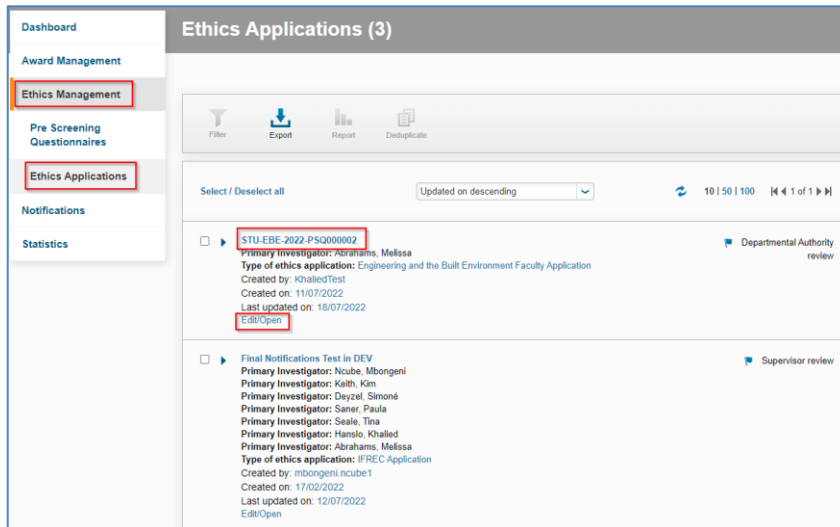 Dashboard
Award Management
Ethics Management
Pre Screening
Questionnaires
Ethics Applications
Notifications
Statistics
Ethics Applications (3)
Filter
Export
Report
Deduplicate
Select / Deselect all
Updated on descending
10 | 50 | 100
1 of 1
STU-EBE-2022-PSQ000002
Primary Investigator: Abrahams, Melissa
Type of ethics application: Engineering and the Built Environment Faculty Application
Created by: KhaliedTest
Created on: 11/07/2022
Last updated on: 18/07/2022
Edit/Open
Departmental Authority
review
Final Notifications Test in DEV
Primary Investigator: Ncube, Mbongeni
Primary Investigator: Keith, Kim
Primary Investigator: Deyzel, Simoné
Primary Investigator: Saner, Paula
Primary Investigator: Seale, Tina
Primary Investigator: Hanslo, Khalied
Primary Investigator: Abrahams, Melissa
Type of ethics application: IFREC Application
Created by: mbongeni.ncube1
Created on: 17/02/2022
Last updated on: 12/07/2022
Edit/Open
Supervisor review